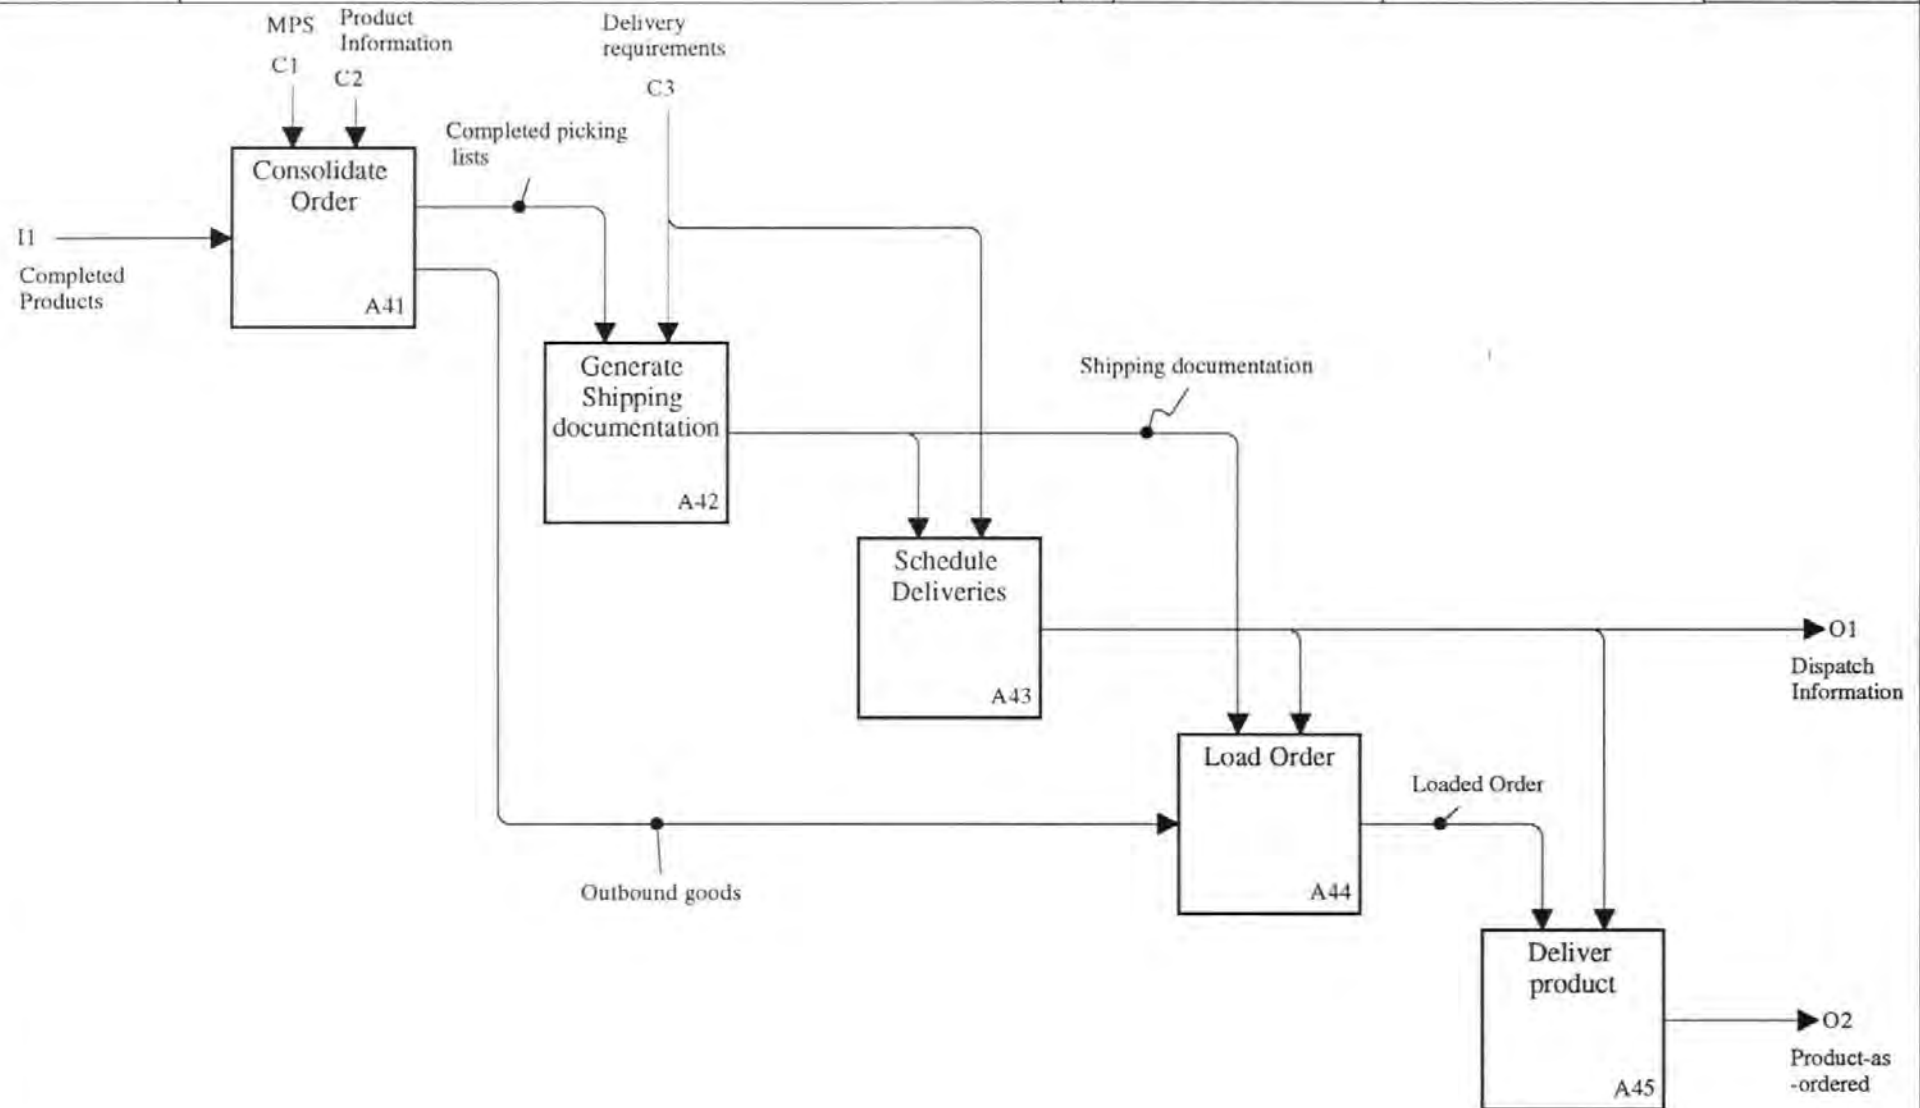 MPS
Product
Information
C1
C2
Delivery
requirements
C3
Completed picking
lists
Consolidate
Order
A41
I1
Completed
Products
Generate
Shipping
documentation
A42
Shipping documentation
Schedule
Deliveries
A43
O1
Dispatch
Information
Load Order
A44
Loaded Order
Outbound goods
Deliver
product
A45
O2
Product-as
-ordered